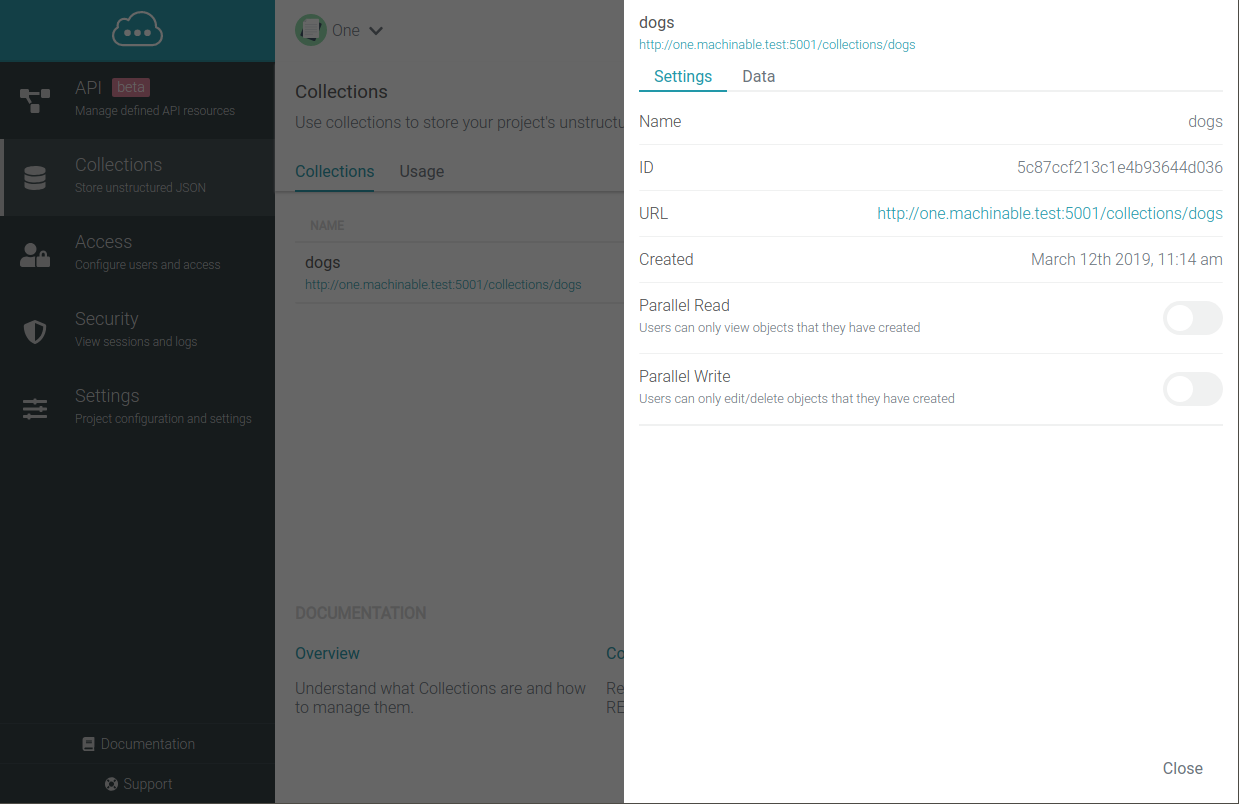 API beta
Manage defined API resources
Collections
Store unstructured JSON
Access
Configure users and access
Security
View sessions and logs
Settings
Project configuration and settings
Documentation
Support
One
Collections
Use collections to store your project's unstructu
Collections Usage
NAME
dogs
http://one.machinable.test:5001/collections/dogs
DOCUMENTATION
Overview
Understand what Collections are and how
to manage them.
Co
Re
RE
dogs
http://one.machinable.test:5001/collections/dogs
Settings Data
Name dogs
ID 5c87ccf213c1e4b93644d036
URL http://one.machinable.test:5001/collections/dogs
Created March 12th 2019, 11:14 am
Parallel Read
Users can only view objects that they have created
Parallel Write
Users can only edit/delete objects that they have created
Close